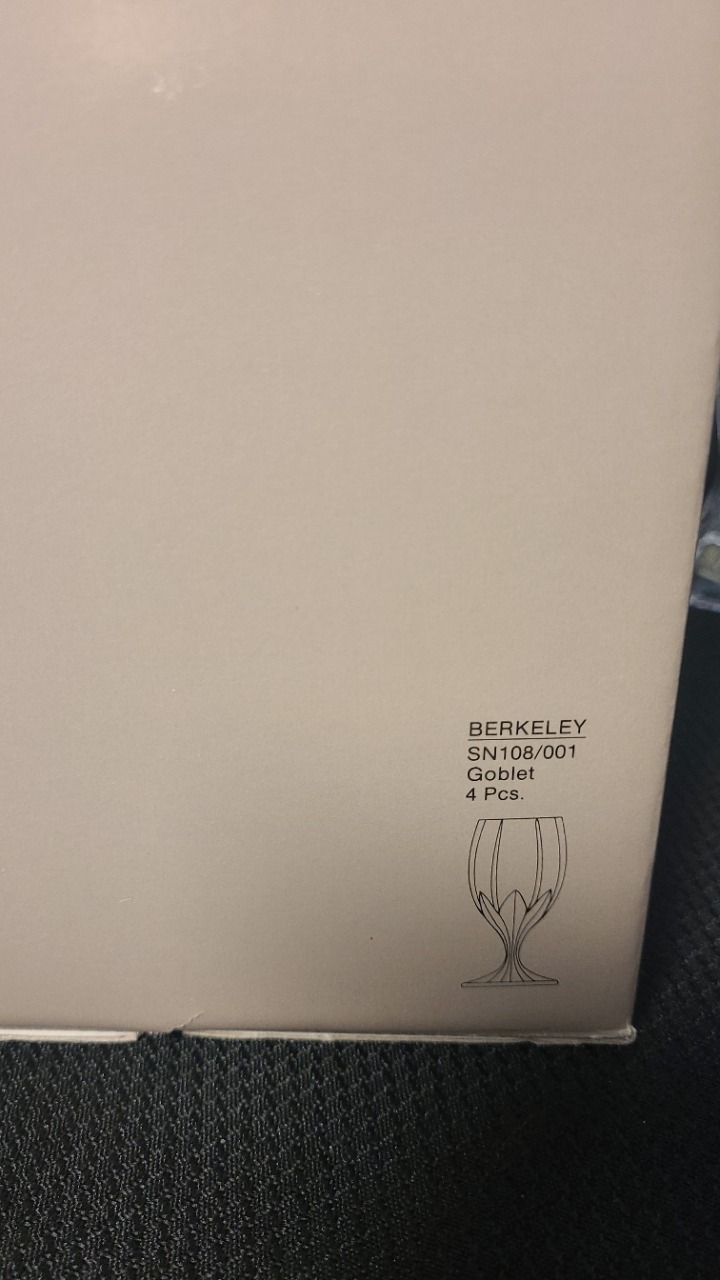 BERKELEY
SN108/001
Goblet
4 Pcs.